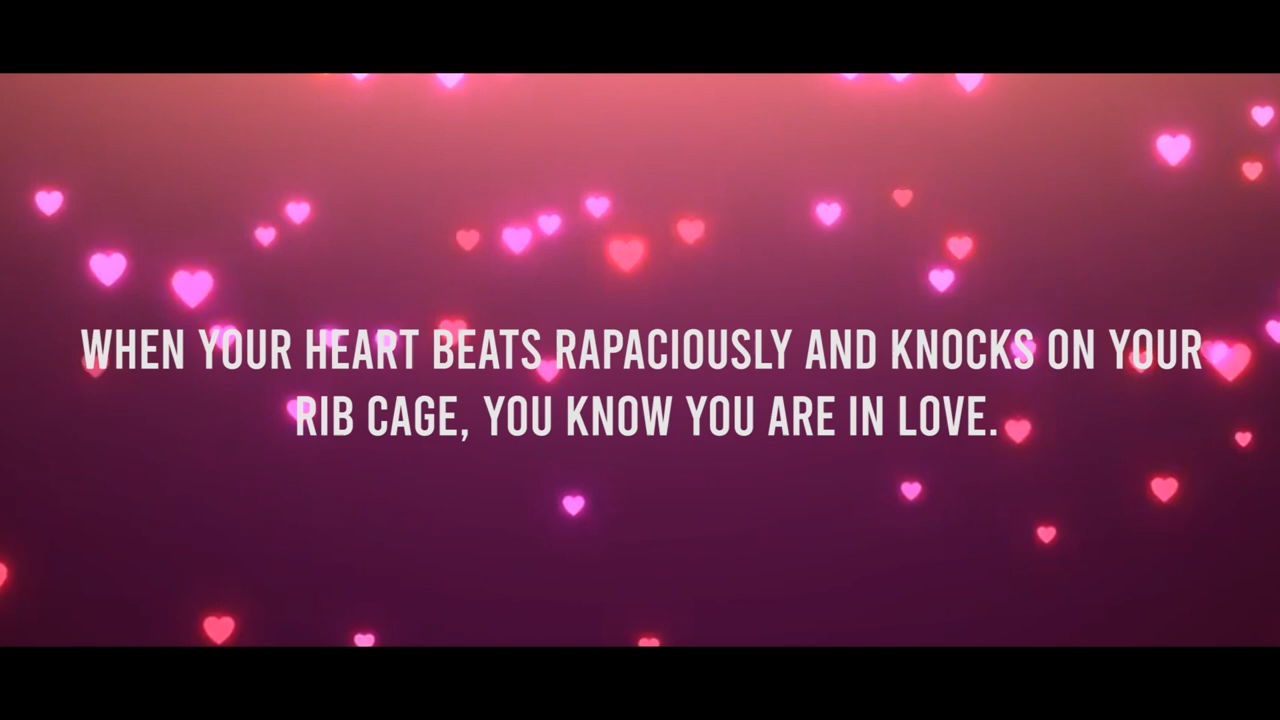 WHEN YOUR HEART BEATS RAPACIOUSLY AND KNOCKS ON YOUR
RIB CAGE, YOU KNOW YOU ARE IN LOVE.